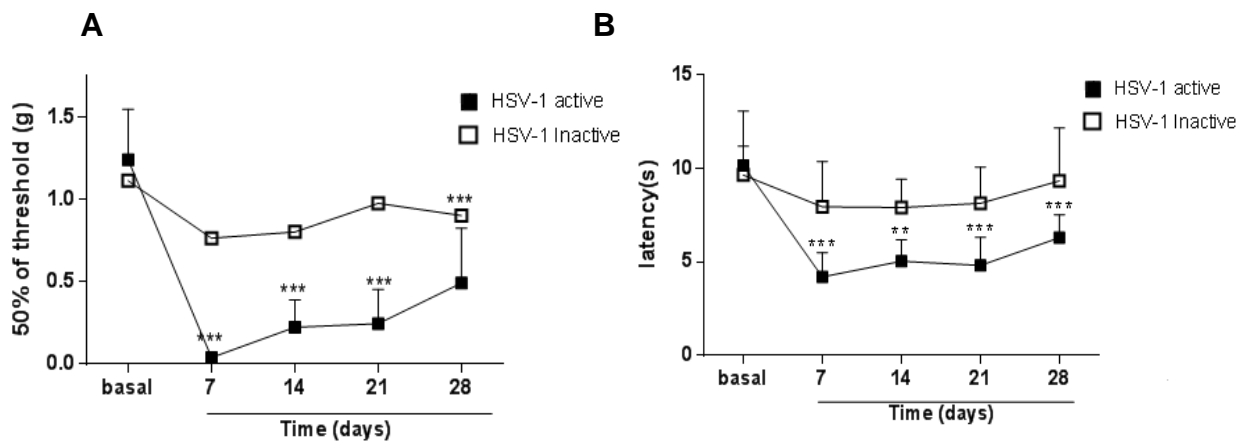 A
50% of threshold (g)
1.5
1.0
0.5
0.0
HSV-1 active
HSV-1 Inactive
***
***
***
***
basal 7 14 21 28
Time (days)
B
latency(s)
15
10
5
0
HSV-1 active
HSV-1 Inactive
***
**
***
***
basal 7 14 21 28
Time (days)